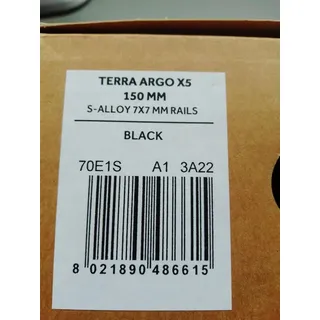 TERRA ARGO X5
150 MM
S-ALLOY 7X7 MM RAILS
BLACK
70E1S A1 3A22
8 021890 486615